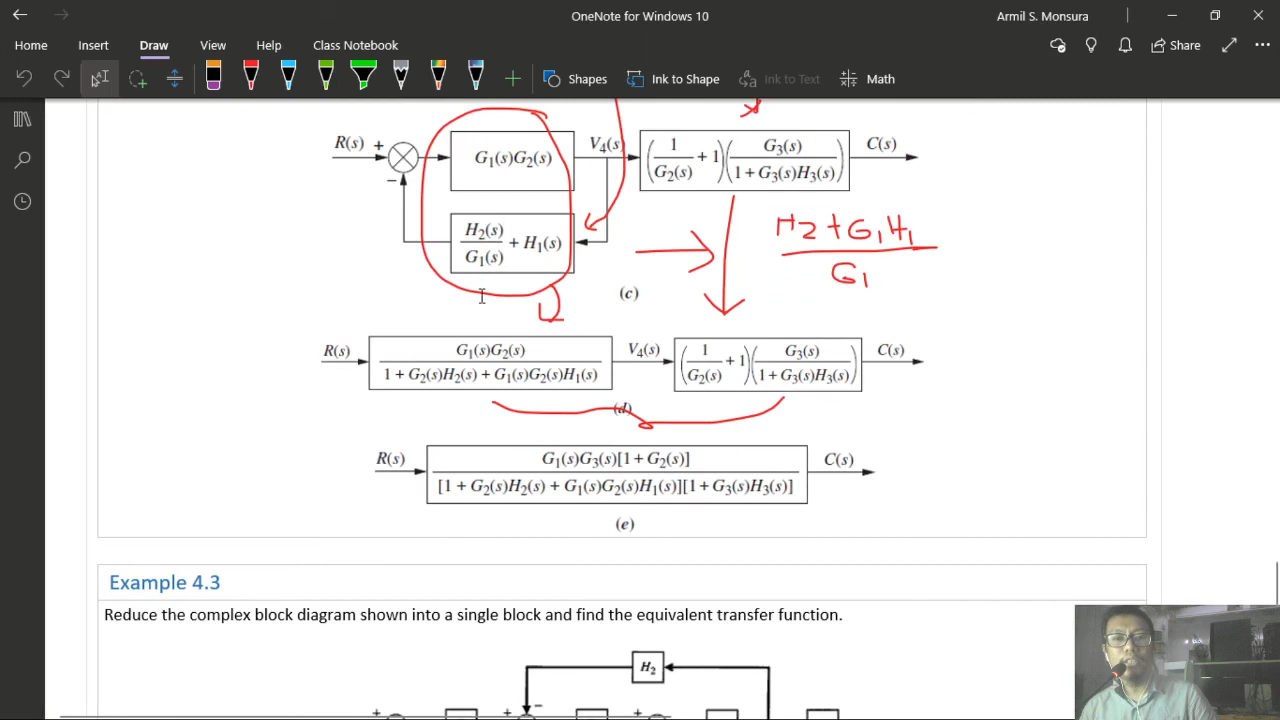 OneNote for Windows 10
Armil S. Monsura
Home Insert Draw View Help Class Notebook
Share
Shapes Ink to Shape Ink to Text Math
R(s) + − G₁(s)G₂(s) V₄(s) (1/G₂(s) + 1)(G₃(s)/1 + G₃(s)H₃(s)) C(s)
H₂(s)/G₁(s) + H₁(s)
H2 + G₁H₁
G₁
(c)
R(s) G₁(s)G₂(s)/1 + G₂(s)H₂(s) + G₁(s)G₂(s)H₁(s) V₄(s) (1/G₂(s) + 1)(G₃(s)/1 + G₃(s)H₃(s)) C(s)
(d)
R(s) G₁(s)G₃(s)[1 + G₂(s)]/[1 + G₂(s)H₂(s) + G₁(s)G₂(s)H₁(s)][1 + G₃(s)H₃(s)] C(s)
(e)
Example 4.3
Reduce the complex block diagram shown into a single block and find the equivalent transfer function.
H₂
+ − + +